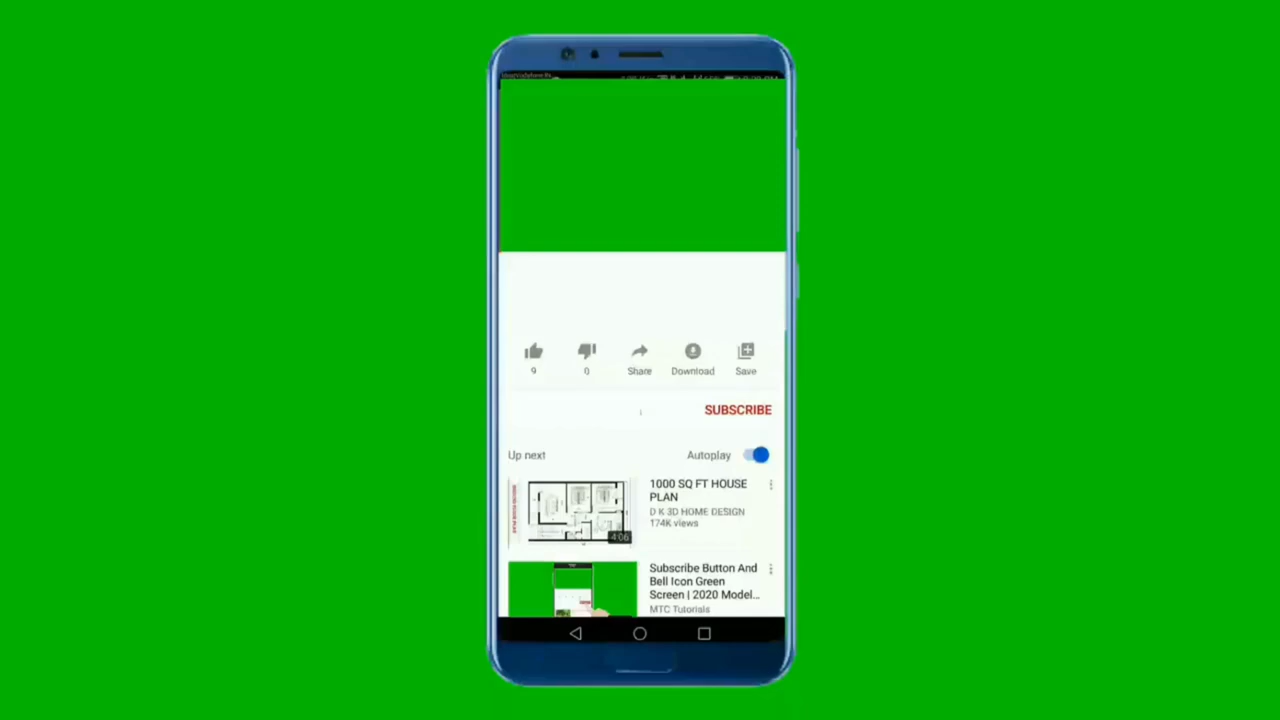 9
0
Share
Download
Save
SUBSCRIBE
Up next
Autoplay
1000 SQ FT HOUSE
PLAN
D K 3D HOME DESIGN
174K views
4:06
Subscribe Button And
Bell Icon Green
Screen | 2020 Model...
MTC Tutorials